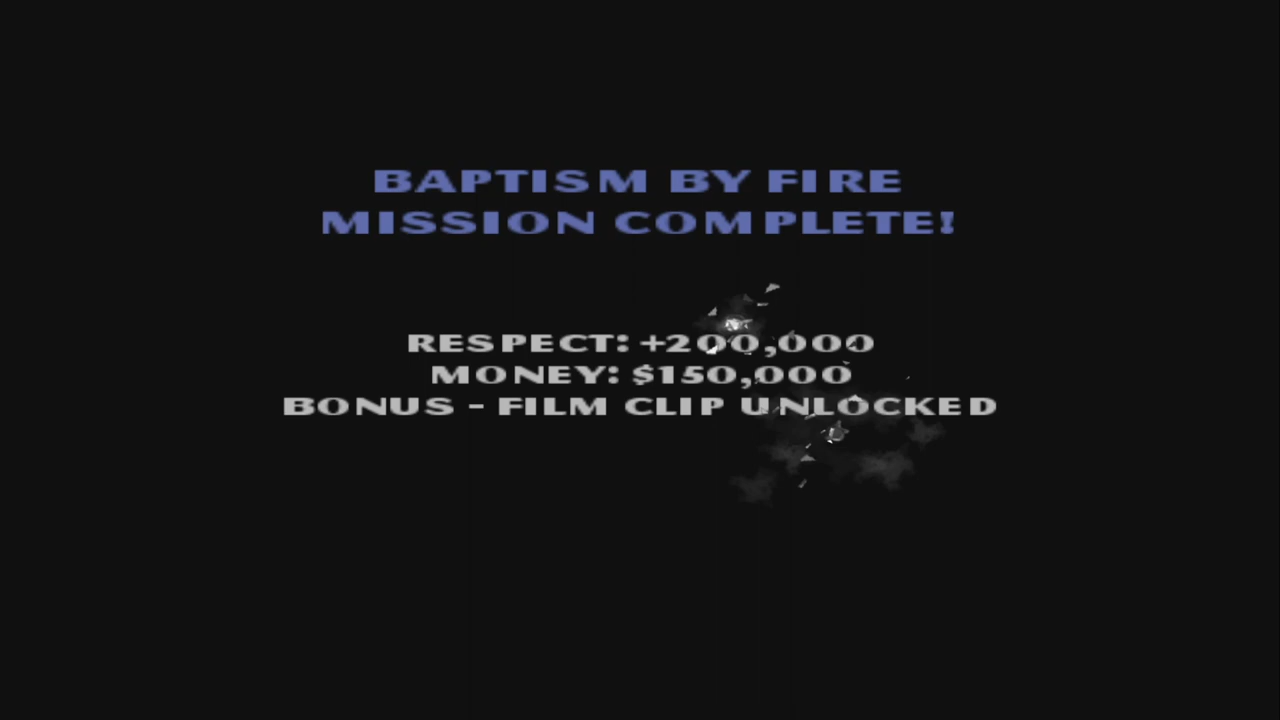 BAPTISM BY FIRE
MISSION COMPLETE!
RESPECT: +200,000
MONEY: $150,000
BONUS - FILM CLIP UNLOCKED